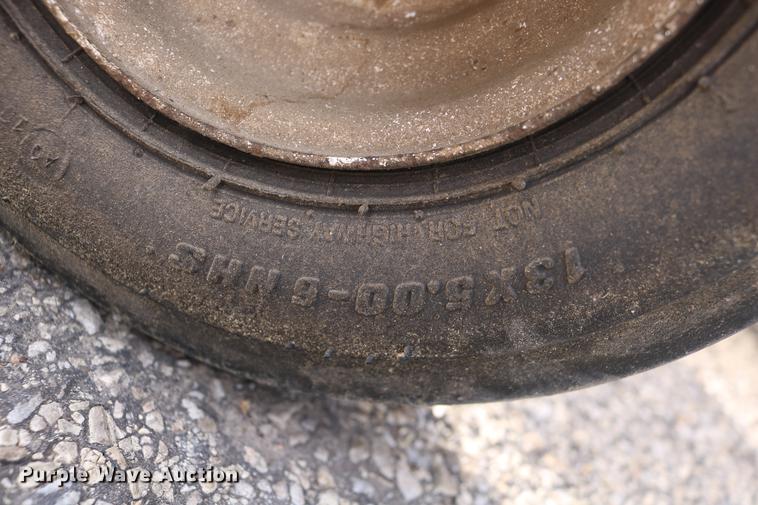 NOT FOR HIGHWAY SERVICE
13X5.00-6 NHS
Purple Wave Auction